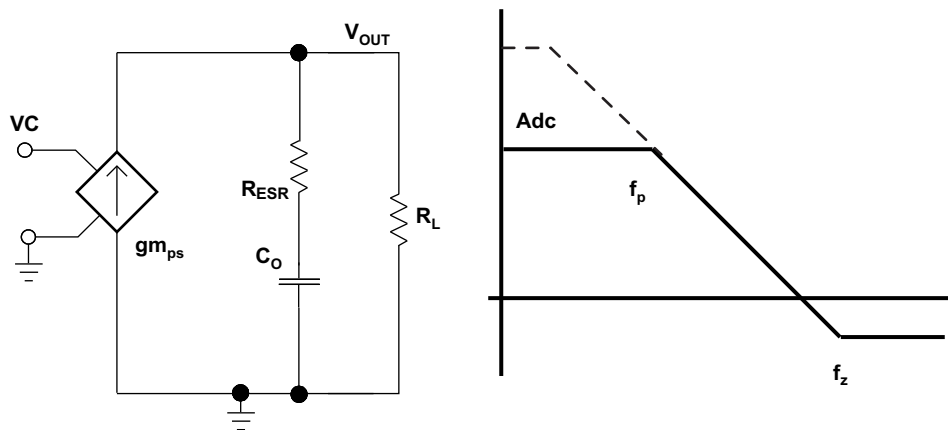 V_OUT
VC
R_ESR
R_L
gm_ps
C_O
Adc
f_p
f_z